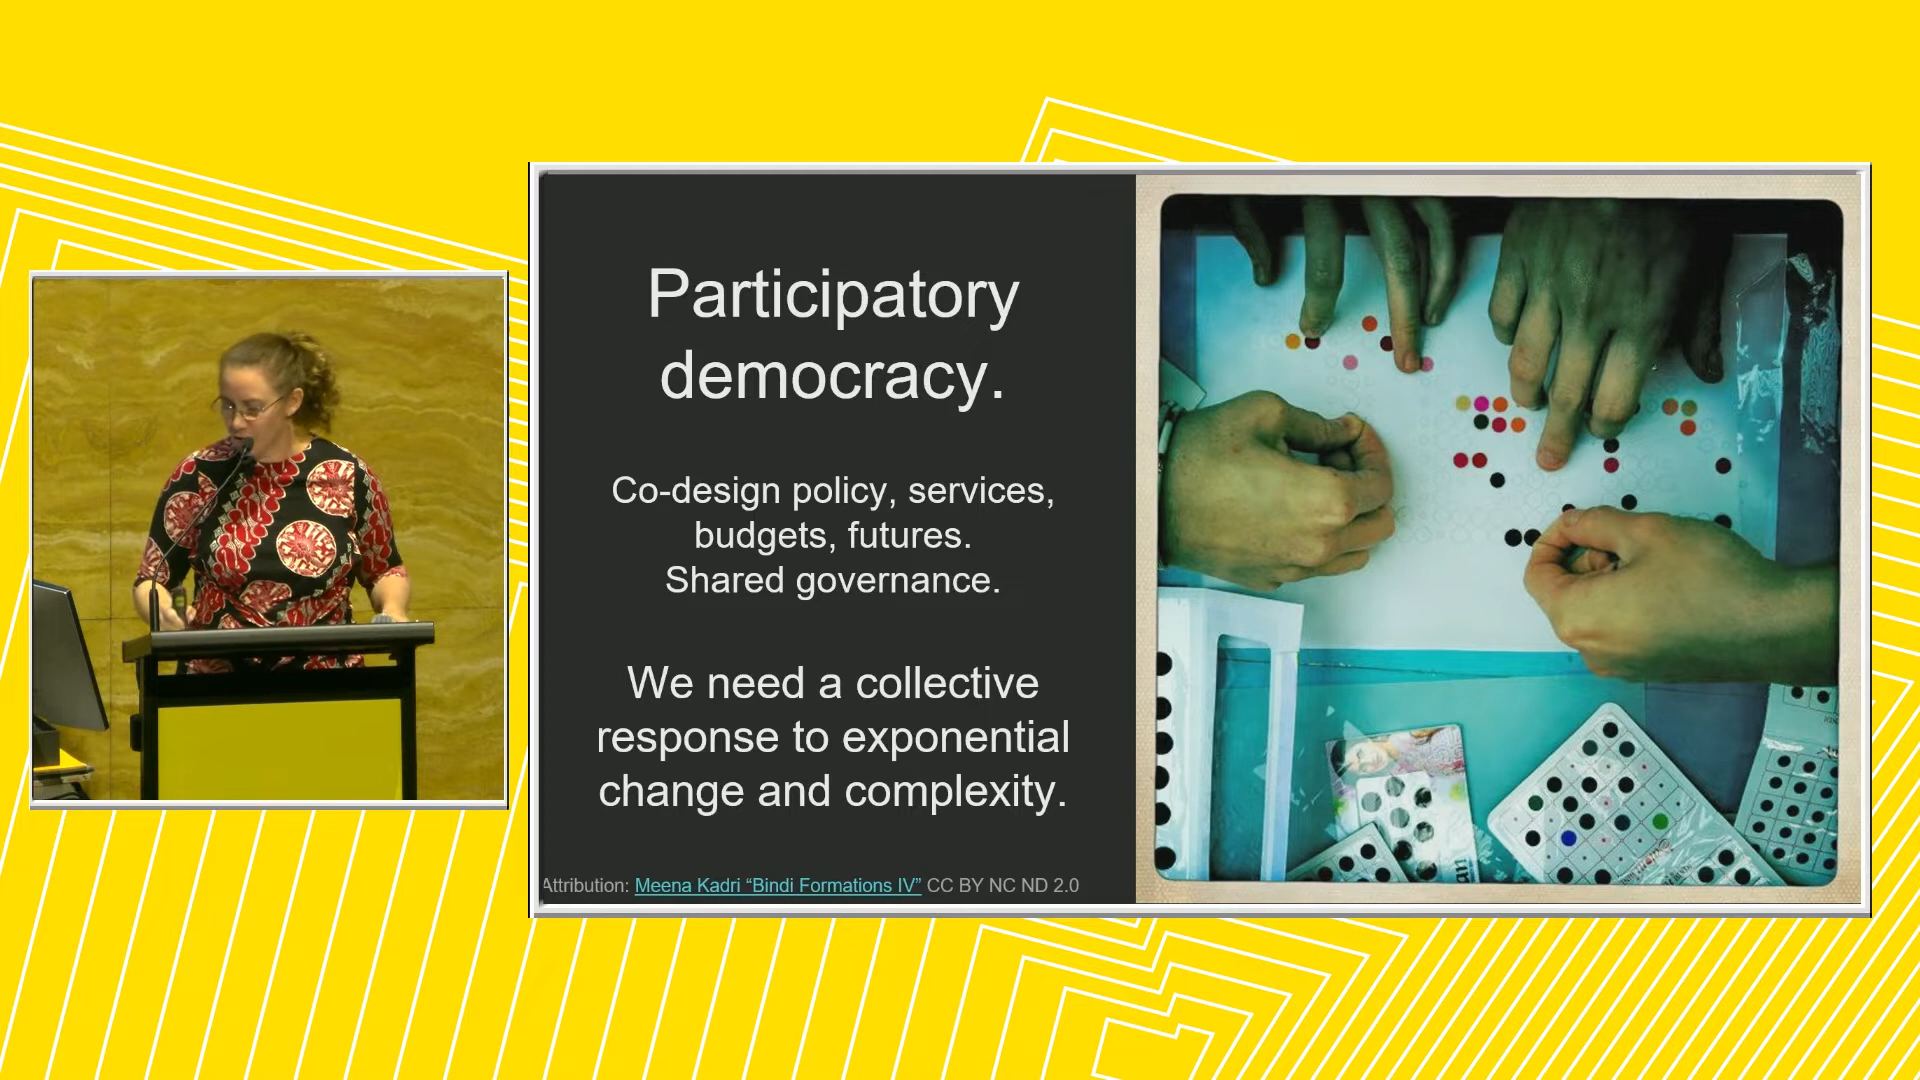 Participatory
democracy.
Co-design policy, services,
budgets, futures.
Shared governance.
We need a collective
response to exponential
change and complexity.
Attribution: Meena Kadri “Bindi Formations IV” CC BY NC ND 2.0